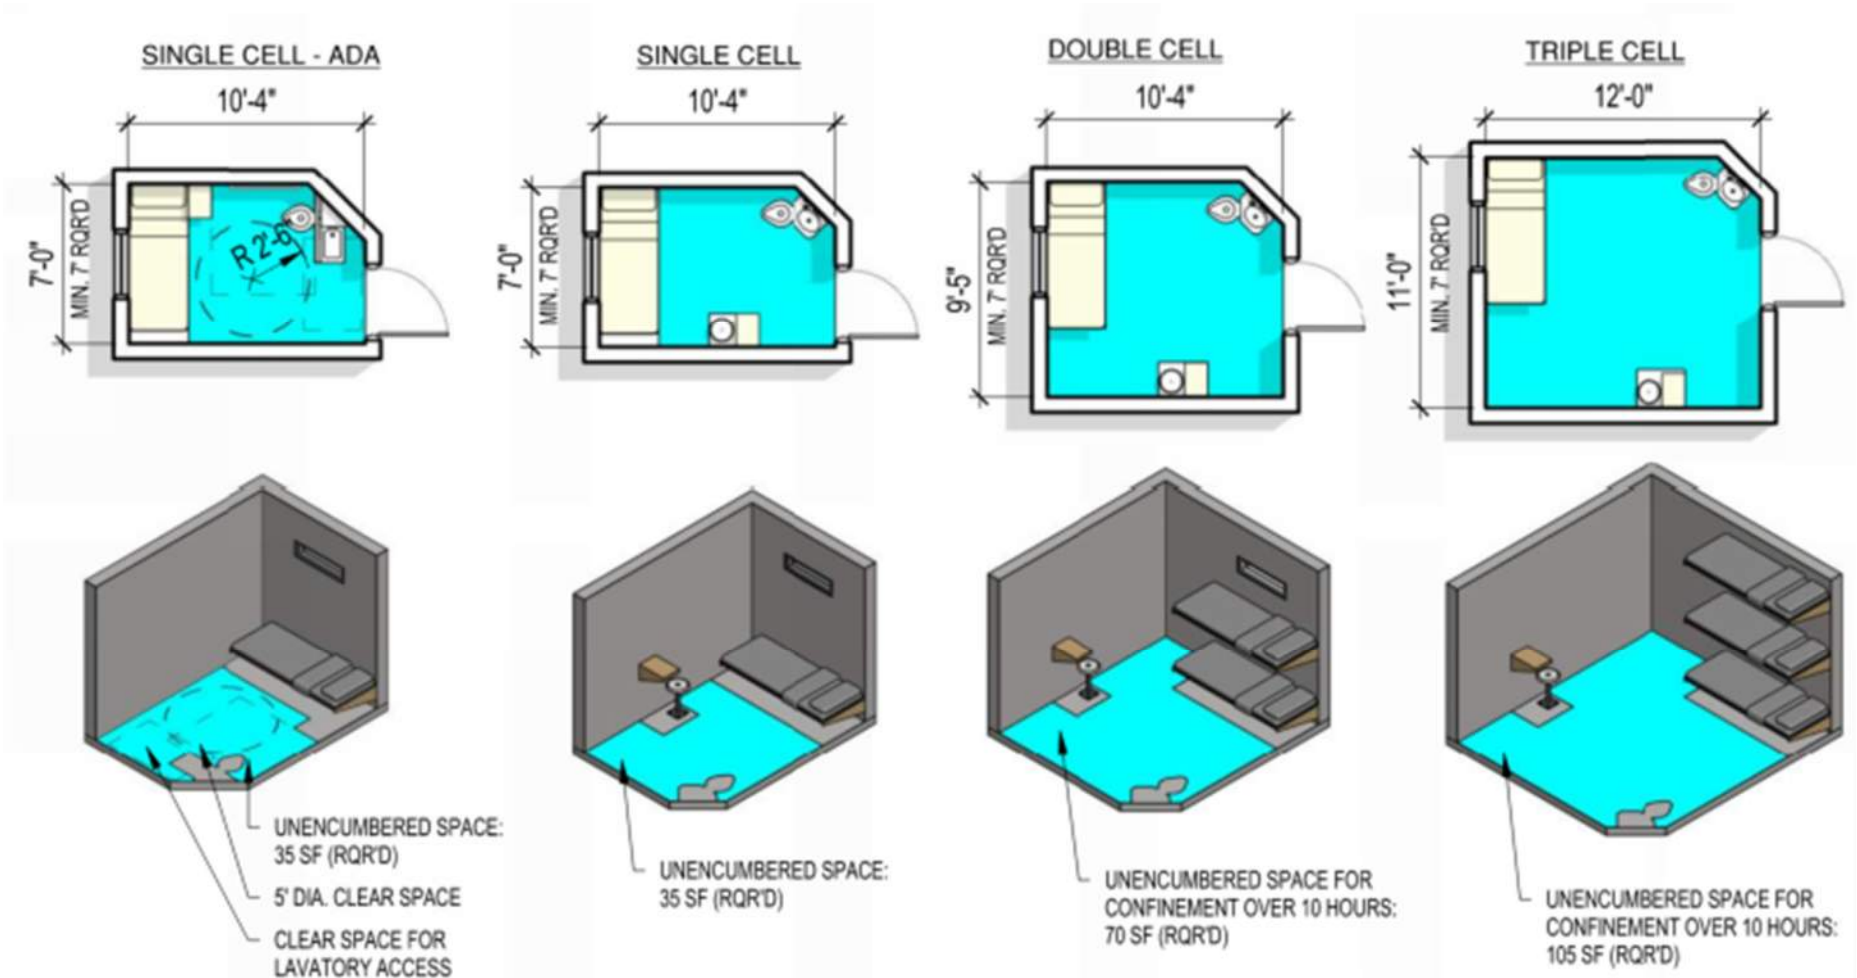 SINGLE CELL - ADA
10'-4"
7'-0"
MIN. 7' RQR'D
R 2'-6"
SINGLE CELL
10'-4"
7'-0"
MIN. 7' RQR'D
DOUBLE CELL
10'-4"
9'-5"
MIN. 7' RQR'D
TRIPLE CELL
12'-0"
11'-0"
MIN. 7' RQR'D
UNENCUMBERED SPACE:
35 SF (RQR'D)
5' DIA. CLEAR SPACE
CLEAR SPACE FOR
LAVATORY ACCESS
UNENCUMBERED SPACE:
35 SF (RQR'D)
UNENCUMBERED SPACE FOR
CONFINEMENT OVER 10 HOURS:
70 SF (RQR'D)
UNENCUMBERED SPACE FOR
CONFINEMENT OVER 10 HOURS:
105 SF (RQR'D)